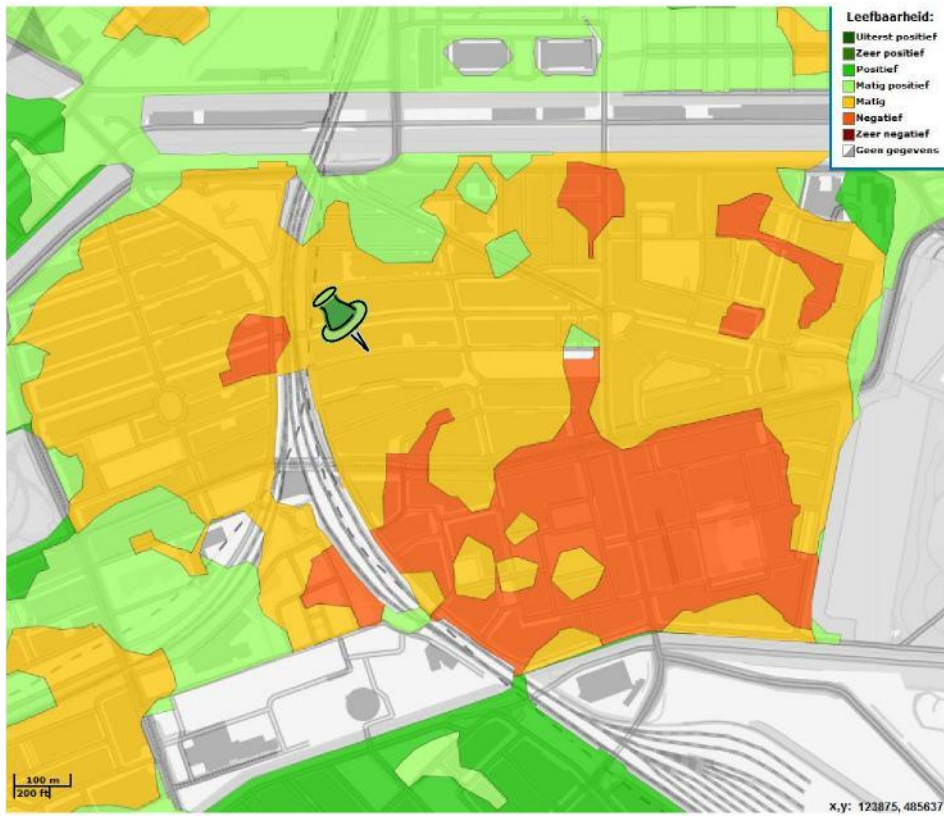 Leefbaarheid:
Uiterst positief
Zeer positief
Positief
Matig positief
Matig
Negatief
Zeer negatief
Geen gegevens
100 m
200 ft
x,y: 123875, 485637